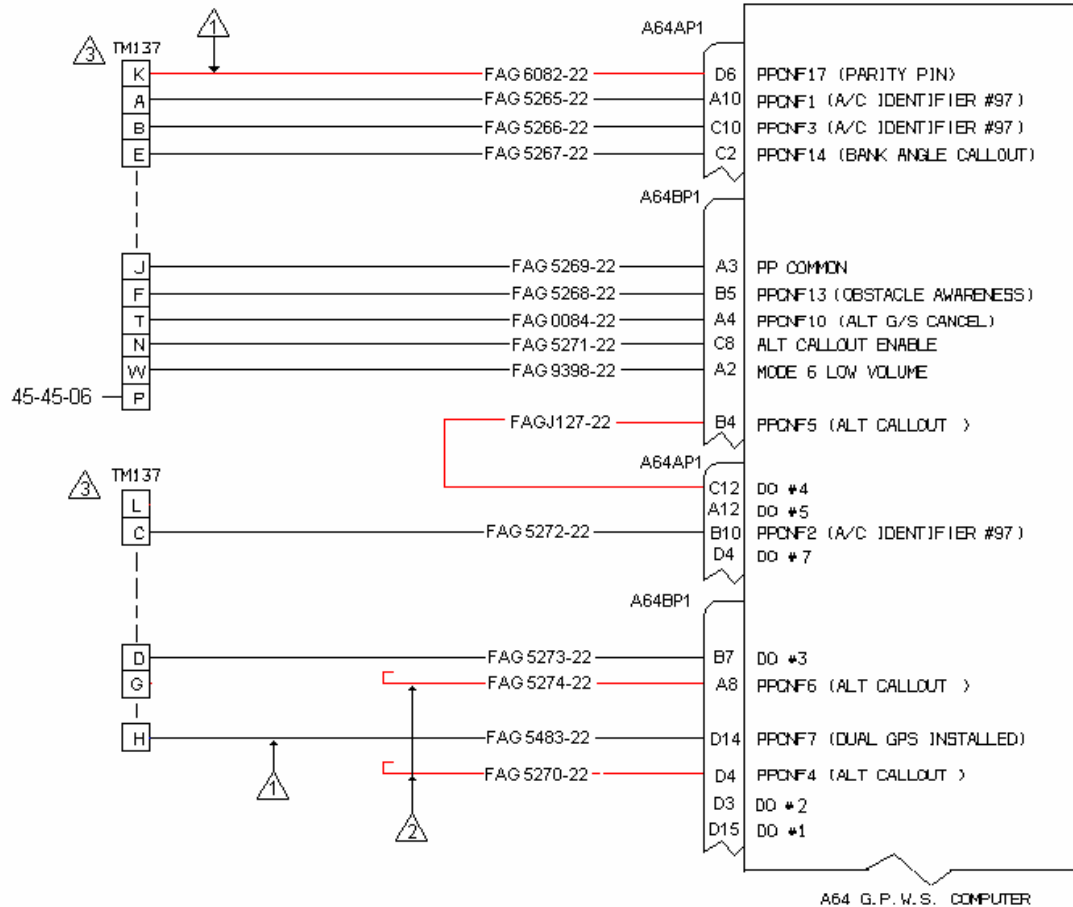 A64AP1
1
3 TM137
K FAG 6082-22 D6 PPCNF17 (PARITY PIN)
A FAG 5265-22 A10 PPCNF1 (A/C IDENTIFIER #97)
B FAG 5266-22 C10 PPCNF3 (A/C IDENTIFIER #97)
E FAG 5267-22 C2 PPCNF14 (BANK ANGLE CALLOUT)
A64BP1
J FAG 5269-22 A3 PP COMMON
F FAG 5268-22 B5 PPCNF13 (OBSTACLE AWARENESS)
T FAG 0084-22 A4 PPCNF10 (ALT G/S CANCEL)
N FAG 5271-22 C8 ALT CALLOUT ENABLE
W FAG 9398-22 A2 MODE 6 LOW VOLUME
45-45-06 P
FAGJ127-22 B4 PPCNF5 (ALT CALLOUT )
A64AP1
3 TM137
C12 DO #4
L A12 DO #5
C FAG 5272-22 B10 PPCNF2 (A/C IDENTIFIER #97)
D4 DO #7
A64BP1
D FAG 5273-22 B7 DO #3
G FAG 5274-22 A8 PPCNF6 (ALT CALLOUT )
H FAG 5483-22 D14 PPCNF7 (DUAL GPS INSTALLED)
FAG 5270-22 D4 PPCNF4 (ALT CALLOUT )
1
D3 DO #2
2
D15 DO #1
A64 G.P.W.S. COMPUTER